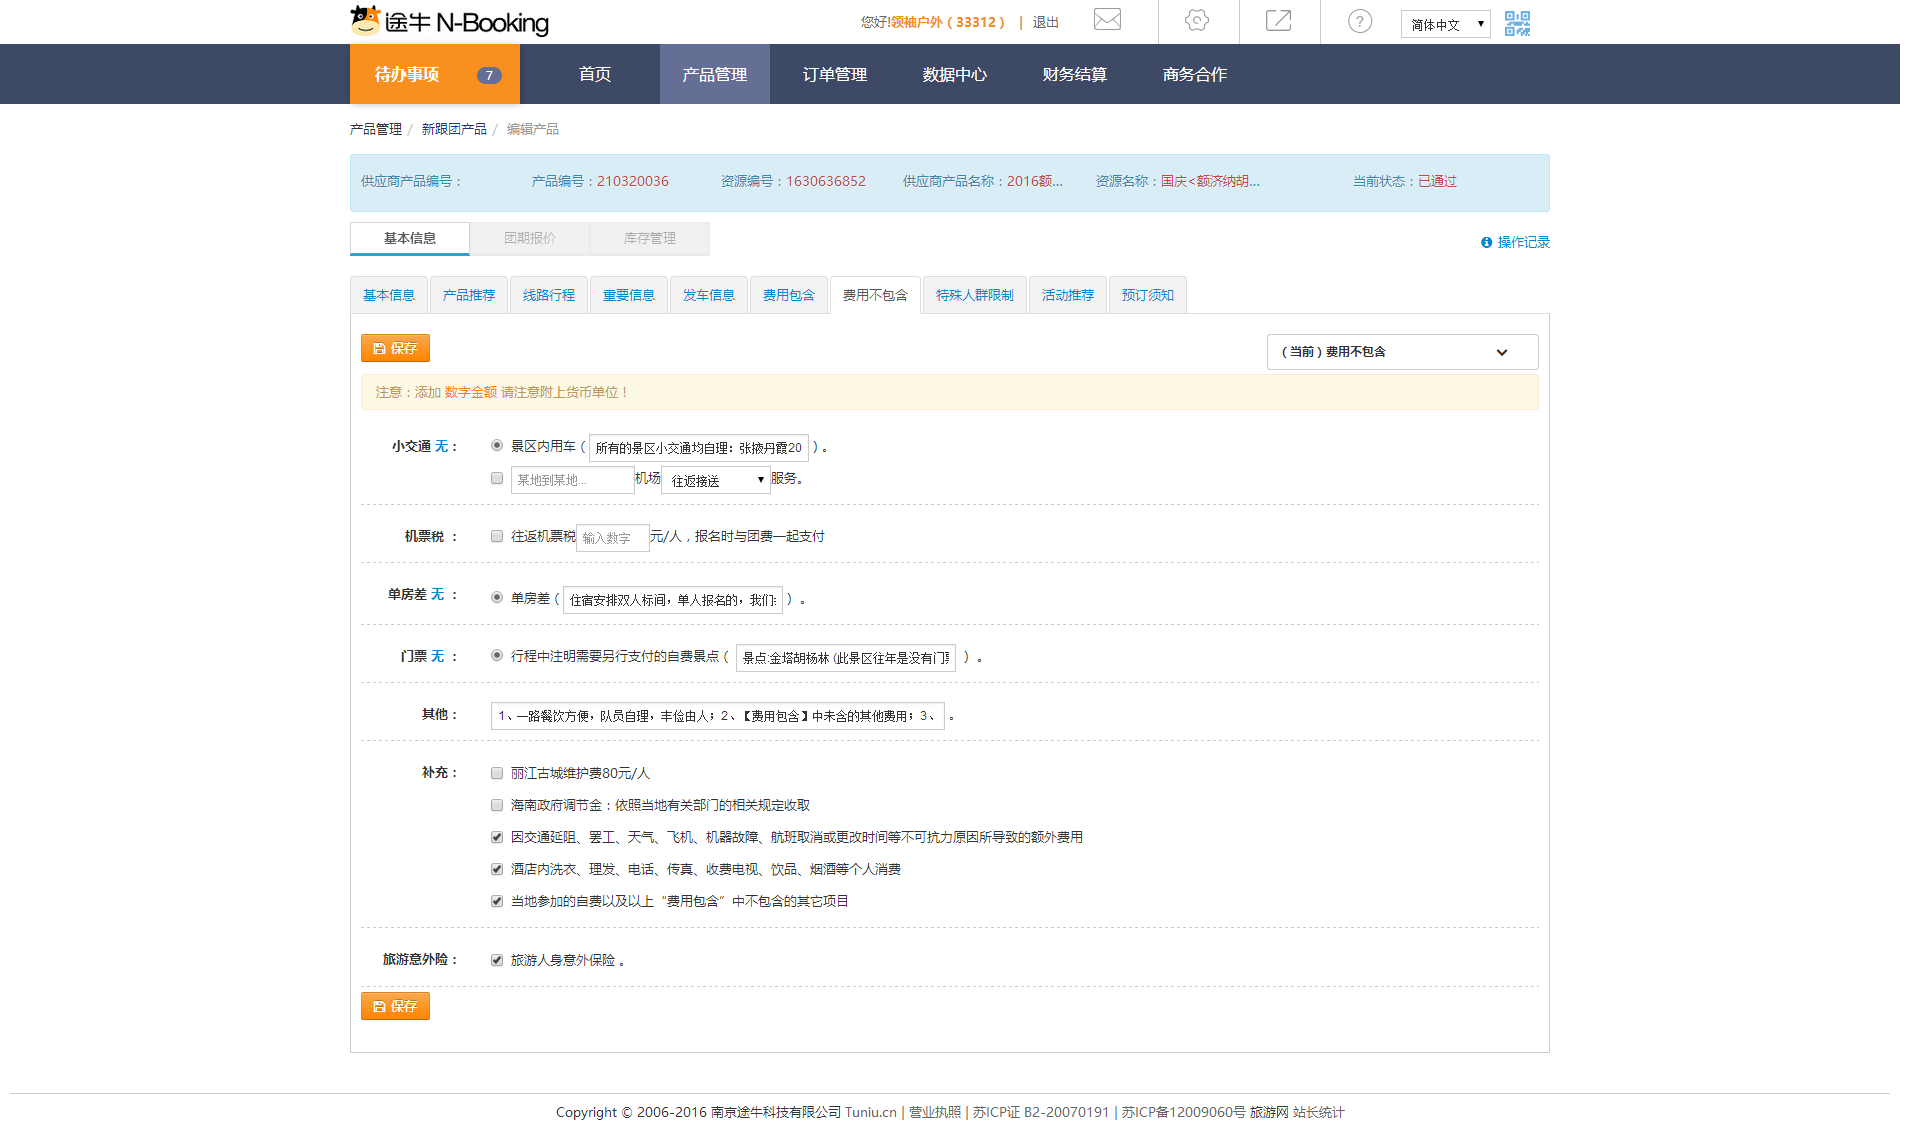 途牛 N-Booking
您好!领袖户外（33312） | 退出
简体中文
待办事项 7 首页 产品管理 订单管理 数据中心 财务结算 商务合作
产品管理 / 新跟团产品 / 编辑产品
供应商产品编号： 产品编号：210320036 资源编号：1630636852 供应商产品名称：2016额... 资源名称：国庆<额济纳胡... 当前状态：已通过
基本信息 团期报价 库存管理 操作记录
基本信息 产品推荐 线路行程 重要信息 发车信息 费用包含 费用不包含 特殊人群限制 活动推荐 预订须知
保存 （当前）费用不包含
注意：添加 数字金额 请注意附上货币单位！
小交通 无： 景区内用车（ 所有的景区小交通均自理：张掖丹霞20 ）。
某地到某地... 机场 往返接送 服务。
机票税 ： 往返机票税 输入数字 元/人，报名时与团费一起支付
单房差 无 ： 单房差（ 住宿安排双人标间，单人报名的，我们 ）。
门票 无 ： 行程中注明需要另行支付的自费景点（ 景点:金塔胡杨林 (此景区往年是没有门 ）。
其他： 1、一路餐饮方便，队员自理，丰俭由人；2、【费用包含】中未含的其他费用；3、 。
补充： 丽江古城维护费80元/人
海南政府调节金：依照当地有关部门的相关规定收取
因交通延阻、罢工、天气、飞机、机器故障、航班取消或更改时间等不可抗力原因所导致的额外费用
酒店内洗衣、理发、电话、传真、收费电视、饮品、烟酒等个人消费
当地参加的自费以及以上“费用包含”中不包含的其它项目
旅游意外险： 旅游人身意外保险 。
保存
Copyright © 2006-2016 南京途牛科技有限公司 Tuniu.cn | 营业执照 | 苏ICP证 B2-20070191 | 苏ICP备12009060号 旅游网 站长统计